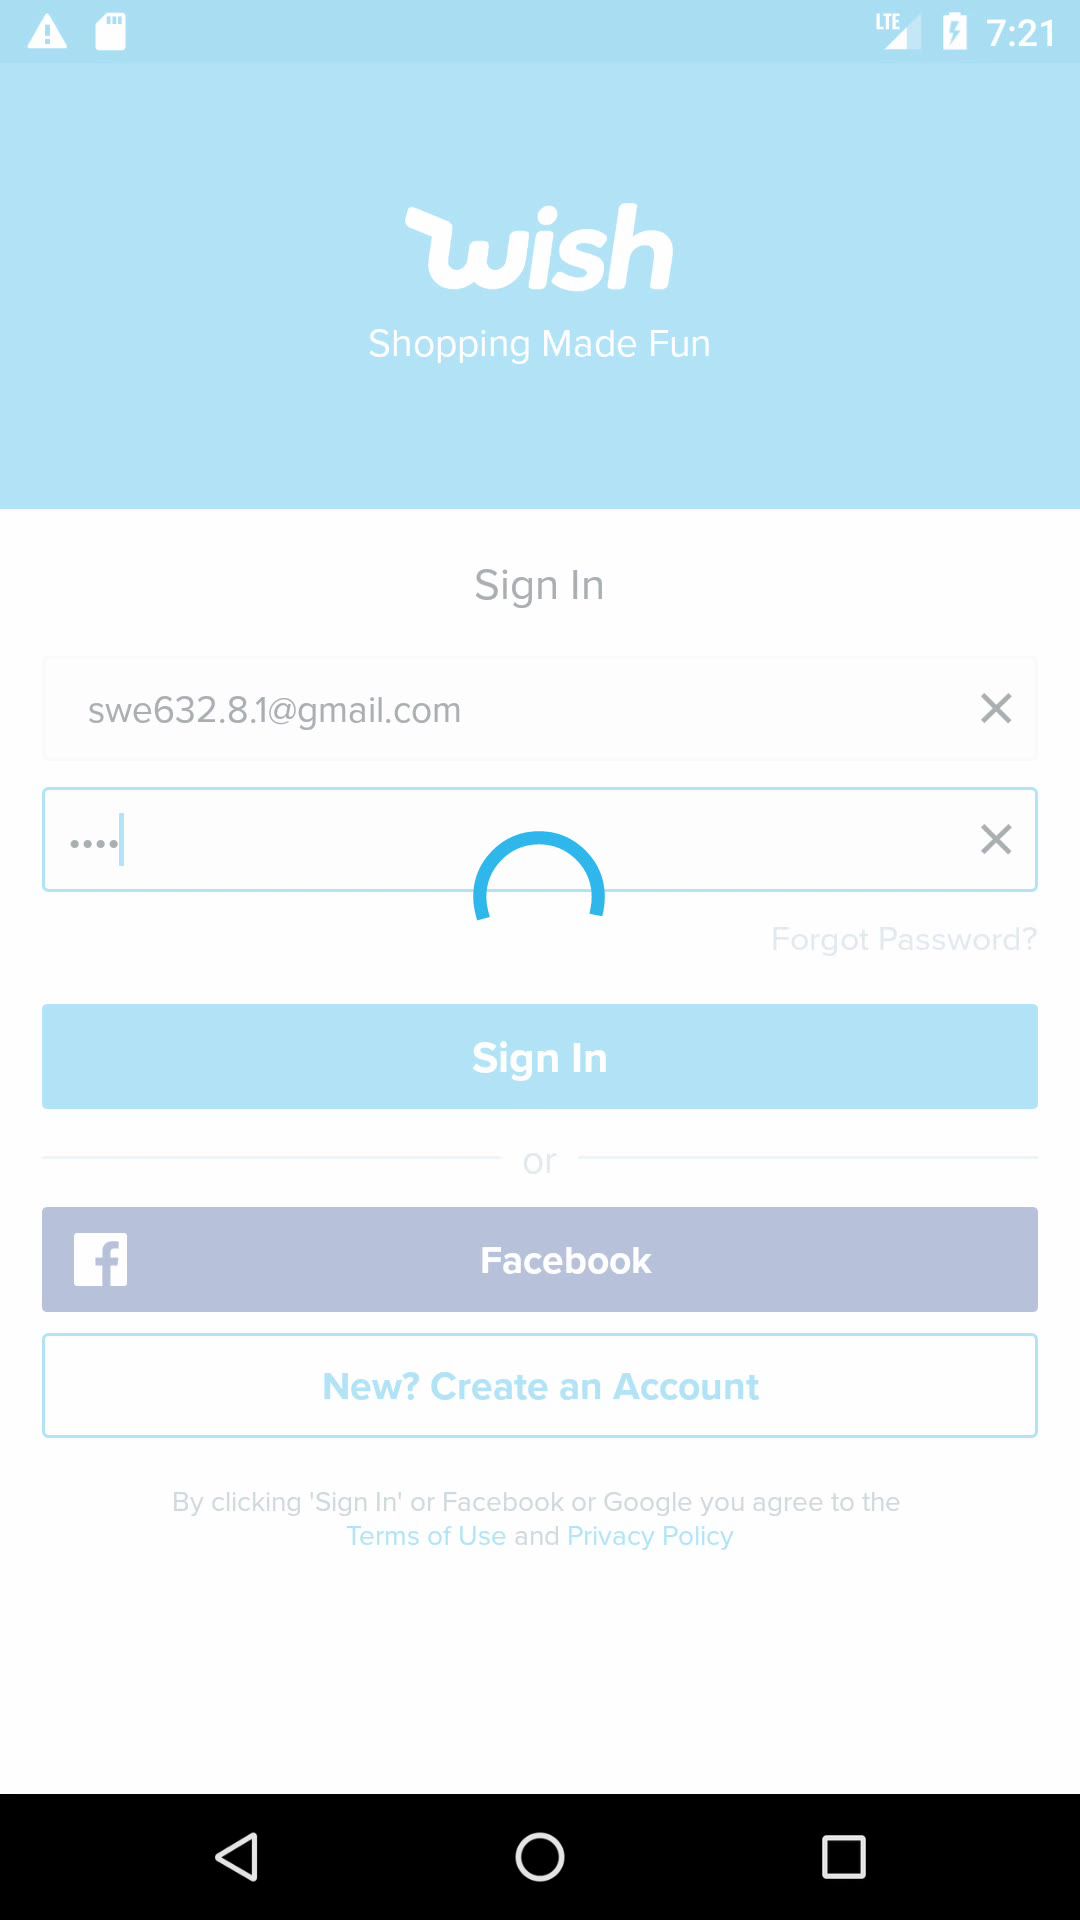 LTE 7:21
wish
Shopping Made Fun
Sign In
swe632.8.1@gmail.com
••••
Forgot Password?
Sign In
or
Facebook
New? Create an Account
By clicking 'Sign In' or Facebook or Google you agree to the
Terms of Use and Privacy Policy